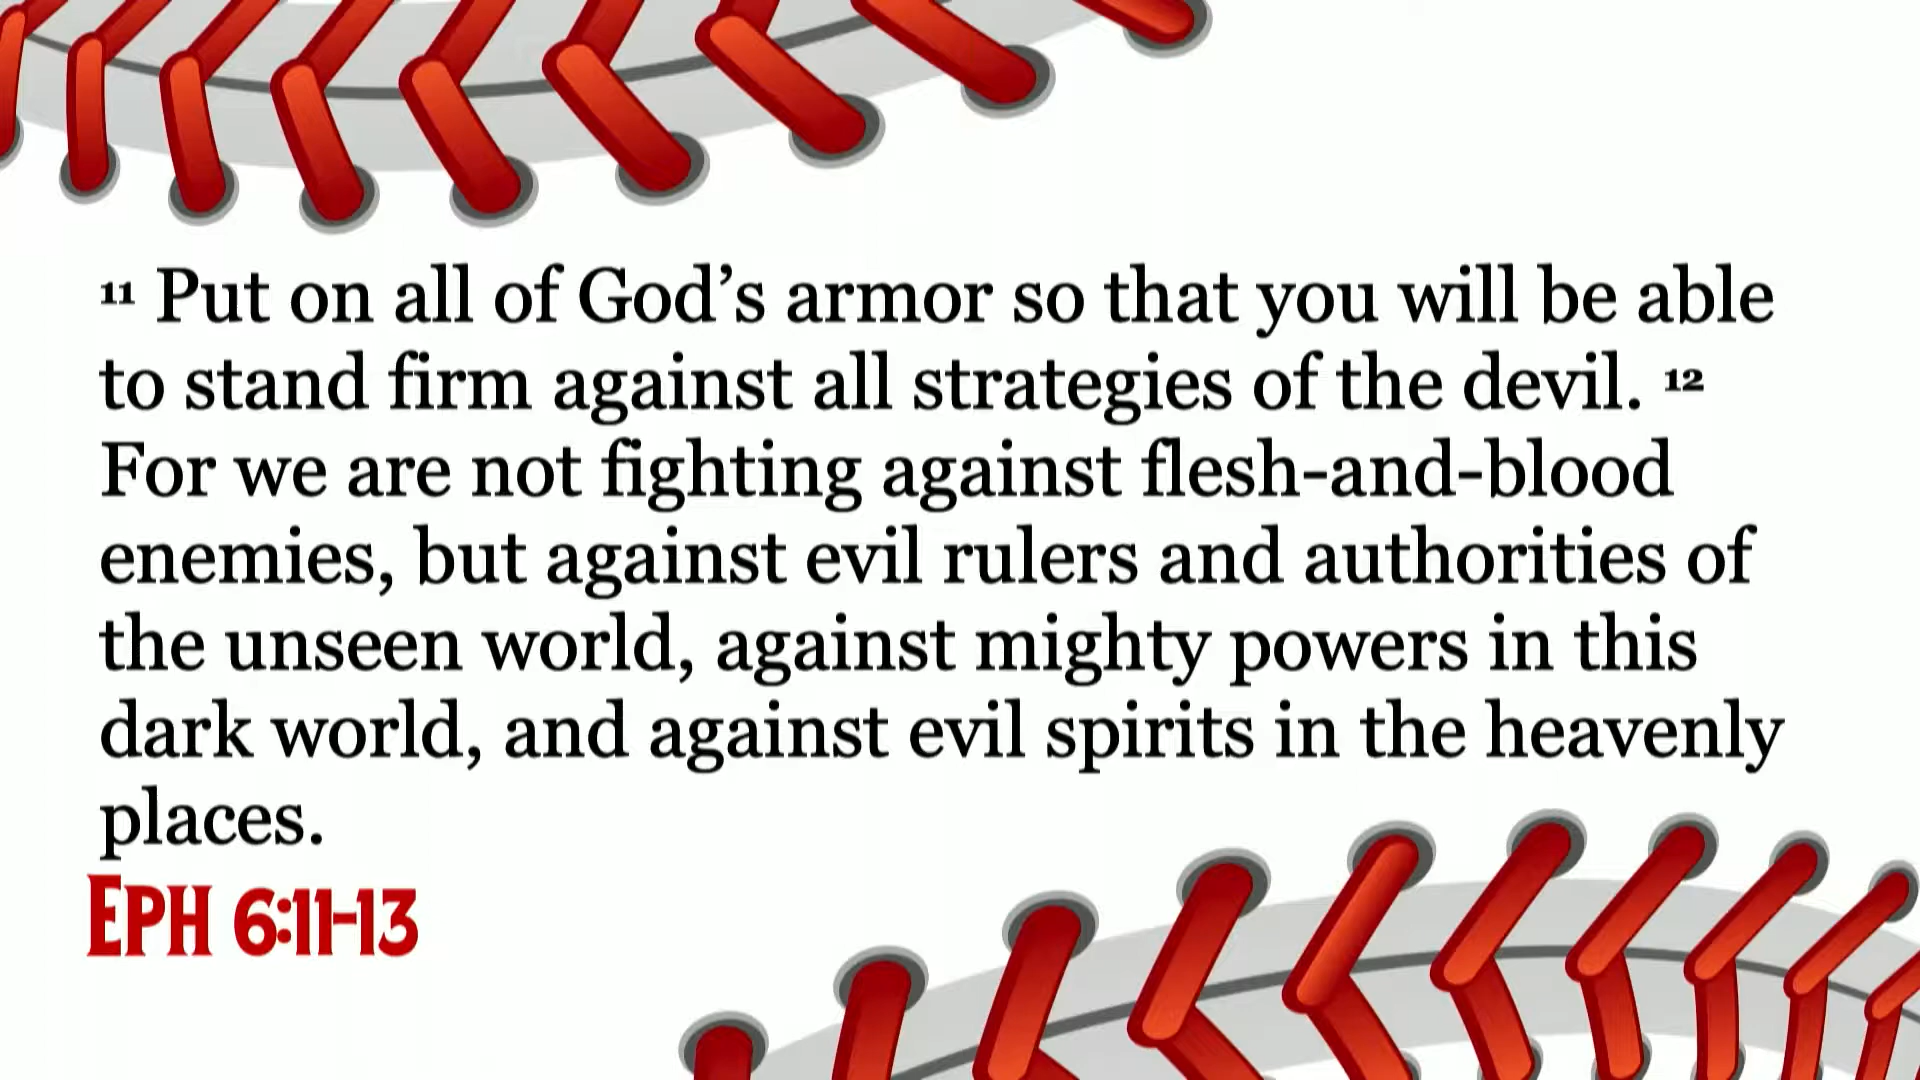 ¹¹ Put on all of God’s armor so that you will be able
to stand firm against all strategies of the devil. ¹²
For we are not fighting against flesh-and-blood
enemies, but against evil rulers and authorities of
the unseen world, against mighty powers in this
dark world, and against evil spirits in the heavenly
places.
EPH 6:11-13